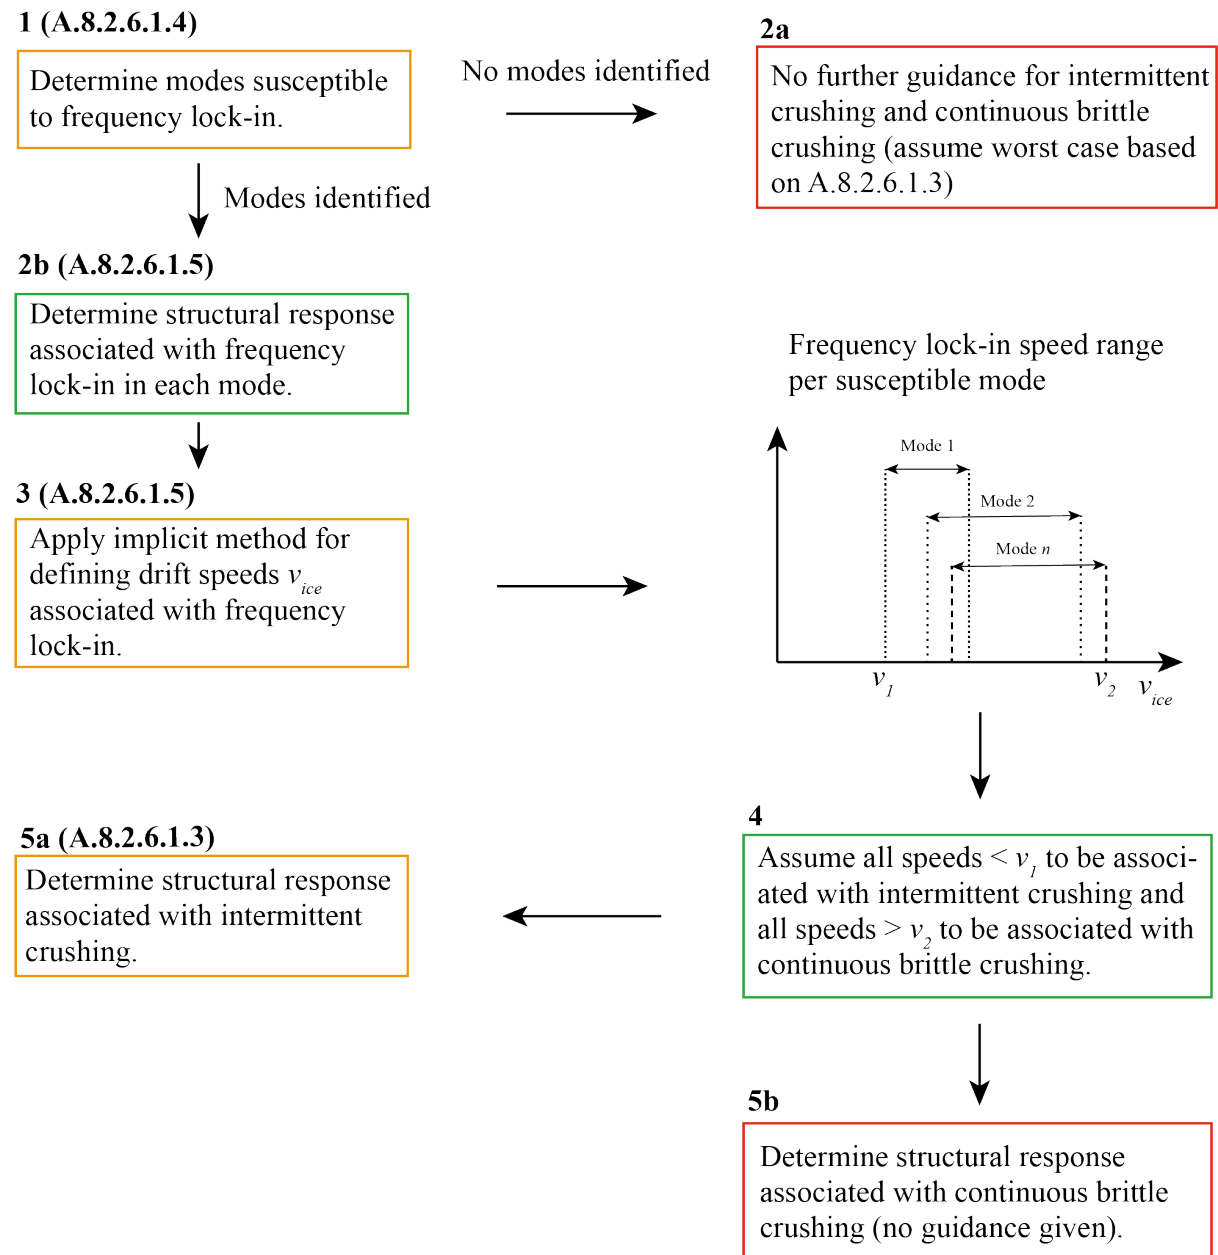 1 (A.8.2.6.1.4)
Determine modes susceptible
to frequency lock-in.
No modes identified
2a
No further guidance for intermittent
crushing and continuous brittle
crushing (assume worst case based
on A.8.2.6.1.3)
Modes identified
2b (A.8.2.6.1.5)
Determine structural response
associated with frequency
lock-in in each mode.
3 (A.8.2.6.1.5)
Apply implicit method for
defining drift speeds v_ice
associated with frequency
lock-in.
Frequency lock-in speed range
per susceptible mode
Mode 1
Mode 2
Mode n
v_1
v_2
v_ice
4
Assume all speeds < v_1 to be associ-
ated with intermittent crushing and
all speeds > v_2 to be associated with
continuous brittle crushing.
5a (A.8.2.6.1.3)
Determine structural response
associated with intermittent
crushing.
5b
Determine structural response
associated with continuous brittle
crushing (no guidance given).